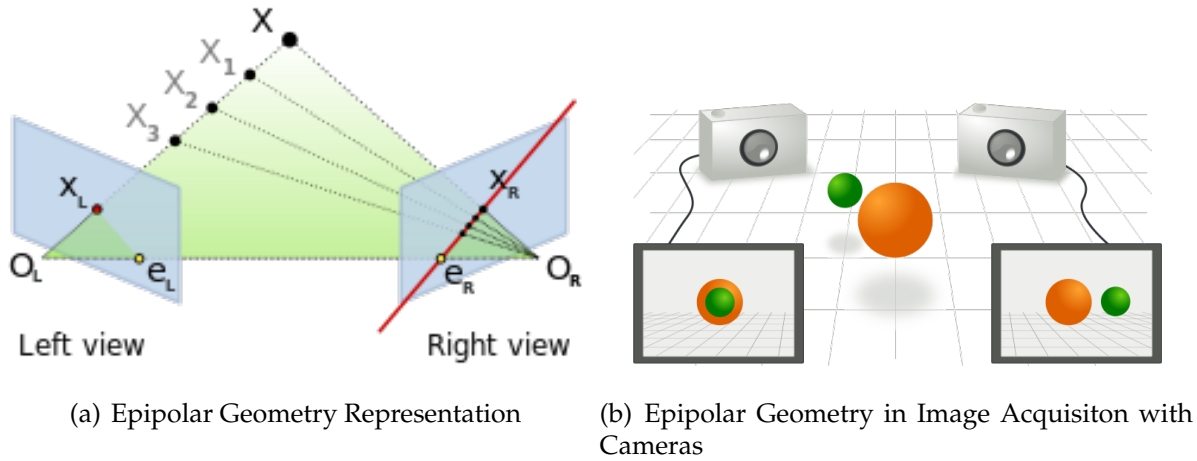 X
X1
X2
X3
XL
XR
OL
eL
eR
OR
Left view
Right view
(a) Epipolar Geometry Representation
(b) Epipolar Geometry in Image Acquisiton with
Cameras